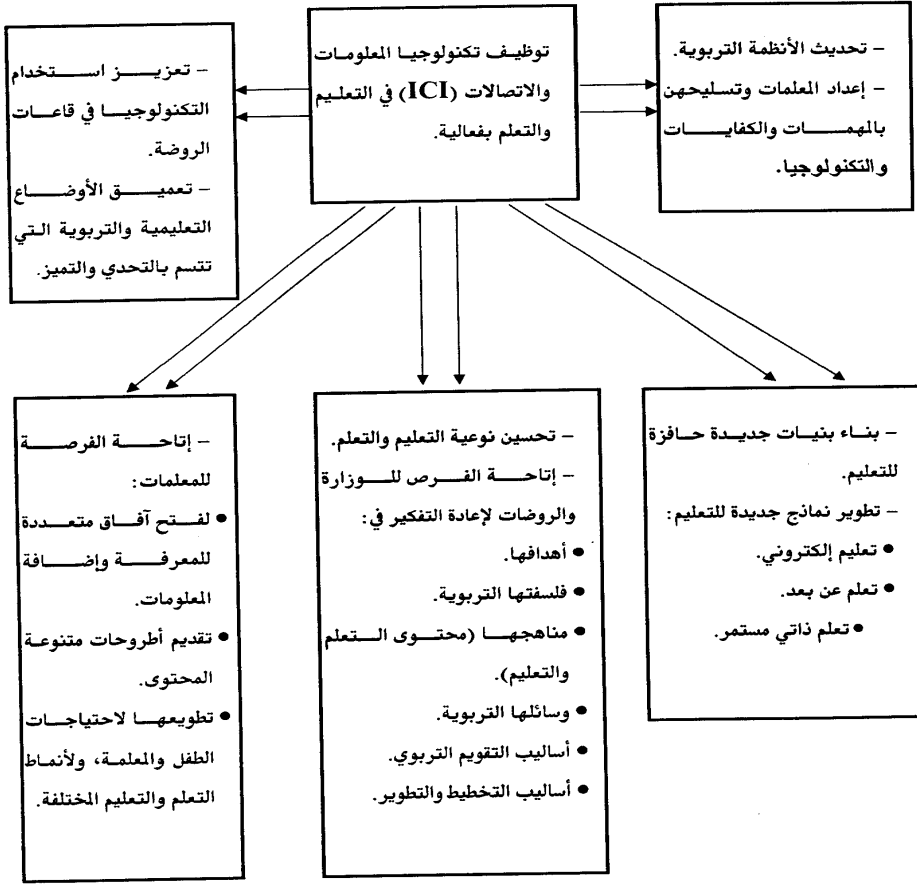 توظيف تكنولوجيا المعلومات
والاتصالات (ICI) في التعليم
والتعلم بفعالية.
– تحديث الأنظمة التربوية.
– إعداد المعلمات وتسليحهن
بالمهمات والكفايات
والتكنولوجيا.
– تعزيز استخدام
التكنولوجيا في قاعات
الروضة.
– تعميق الأوضاع
التعليمية والتربوية التي
تتسم بالتحدي والتميز.
– بناء بنيات جديدة حافزة
للتعليم.
– تطوير نماذج جديدة للتعليم:
● تعليم إلكتروني.
● تعلم عن بعد.
● تعلم ذاتي مستمر.
– تحسين نوعية التعليم والتعلم.
– إتاحة الفرص للوزارة
والروضات لإعادة التفكير في:
● أهدافها.
● فلسفتها التربوية.
● مناهجها (محتوى التعلم
والتعليم).
● وسائلها التربوية.
● أساليب التقويم التربوي.
● أساليب التخطيط والتطوير.
– إتاحة الفرصة
للمعلمات:
● لفتح آفاق متعددة
للمعرفة وإضافة
المعلومات.
● تقديم أطروحات متنوعة
المحتوى.
● تطويعها لاحتياجات
الطفل والمعلمة، ولأنماط
التعلم والتعليم المختلفة.